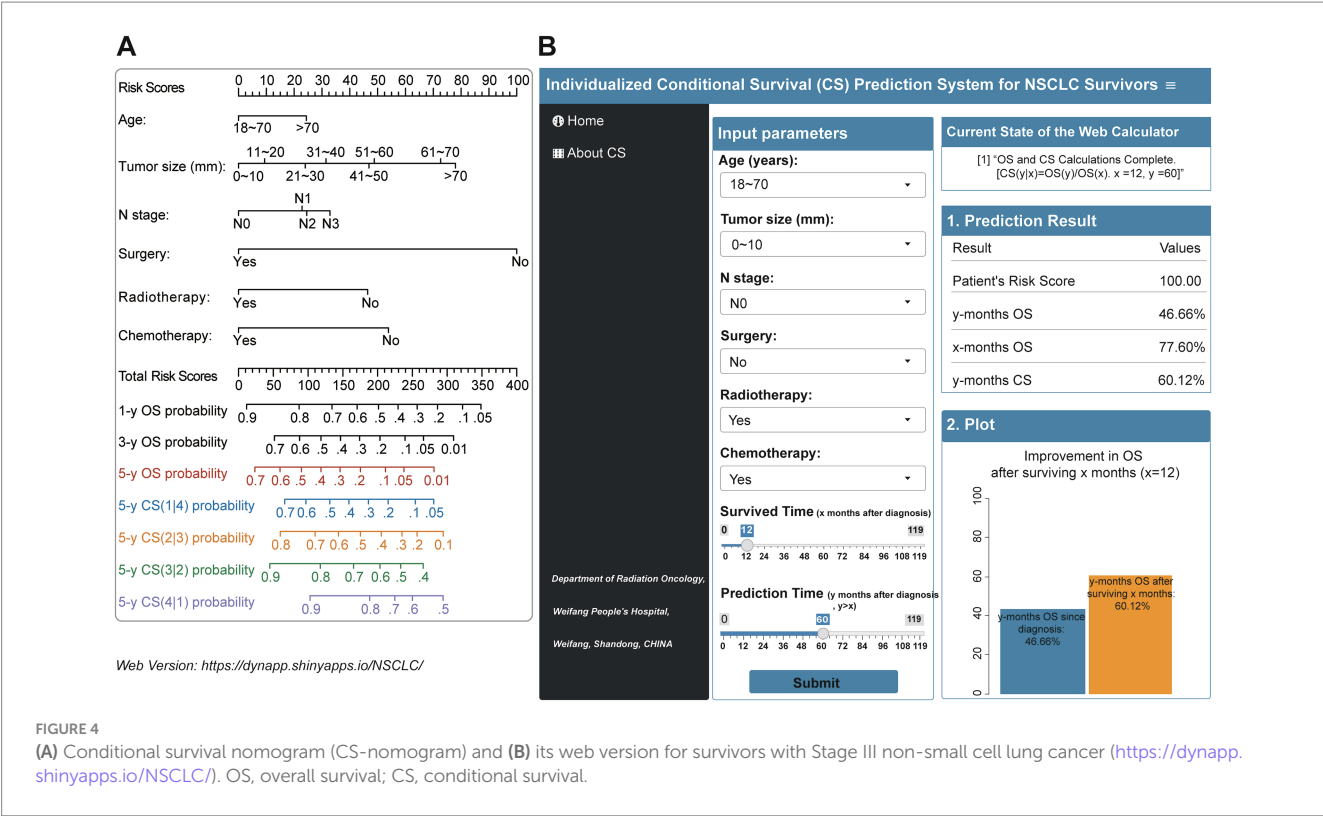 A
Risk Scores
0 10 20 30 40 50 60 70 80 90 100
Age:
18~70 >70
Tumor size (mm):
11~20 31~40 51~60 61~70
0~10 21~30 41~50 >70
N stage:
N1
N0 N2 N3
Surgery:
Yes No
Radiotherapy:
Yes No
Chemotherapy:
Yes No
Total Risk Scores
0 50 100 150 200 250 300 350 400
1-y OS probability
0.9 0.8 0.7 0.6 .5 .4 .3 .2 .1 .05
3-y OS probability
0.7 0.6 .5 .4 .3 .2 .1 .05 0.01
5-y OS probability
0.7 0.6 .5 .4 .3 .2 .1 .05 0.01
5-y CS(1|4) probability
0.7 0.6 .5 .4 .3 .2 .1 .05
5-y CS(2|3) probability
0.8 0.7 0.6 .5 .4 .3 .2 0.1
5-y CS(3|2) probability
0.9 0.8 0.7 0.6 .5 .4
5-y CS(4|1) probability
0.9 0.8 0.7 0.6 .5
Web Version: https://dynapp.shinyapps.io/NSCLC/
B
Individualized Conditional Survival (CS) Prediction System for NSCLC Survivors
Home
About CS
Department of Radiation Oncology,
Weifang People's Hospital,
Weifang, Shandong, CHINA
Input parameters
Age (years):
18~70
Tumor size (mm):
0~10
N stage:
N0
Surgery:
No
Radiotherapy:
Yes
Chemotherapy:
Yes
Survived Time (x months after diagnosis)
0 12 119
0 12 24 36 48 60 72 84 96 108 119
Prediction Time (y months after diagnosis
, y>x)
0 60 119
0 12 24 36 48 60 72 84 96 108 119
Submit
Current State of the Web Calculator
[1] "OS and CS Calculations Complete.
[CS(y|x)=OS(y)/OS(x). x =12, y =60]"
1. Prediction Result
Result Values
Patient's Risk Score 100.00
y-months OS 46.66%
x-months OS 77.60%
y-months CS 60.12%
2. Plot
Improvement in OS
after surviving x months (x=12)
100
80
60
40
20
0
y-months OS since
diagnosis:
46.66%
y-months OS after
surviving x months:
60.12%
FIGURE 4
(A) Conditional survival nomogram (CS-nomogram) and (B) its web version for survivors with Stage III non-small cell lung cancer (https://dynapp.
shinyapps.io/NSCLC/). OS, overall survival; CS, conditional survival.